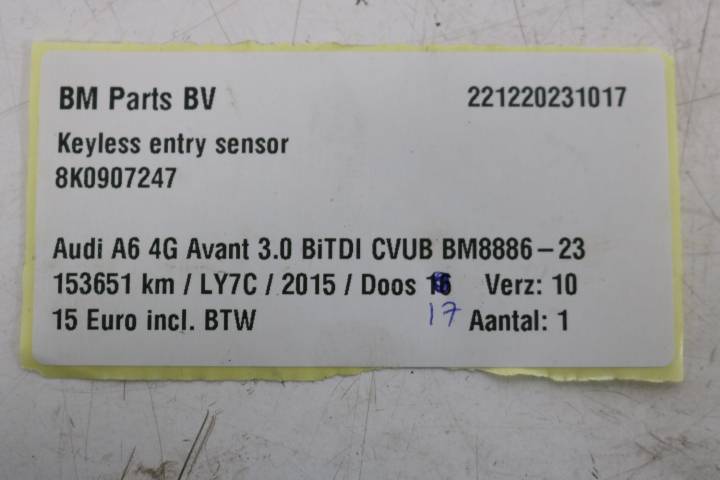 BM Parts BV 221220231017
Keyless entry sensor
8K0907247
Audi A6 4G Avant 3.0 BiTDI CVUB BM8886-23
153651 km / LY7C / 2015 / Doos Verz: 10
15 Euro incl. BTW 17 Aantal: 1